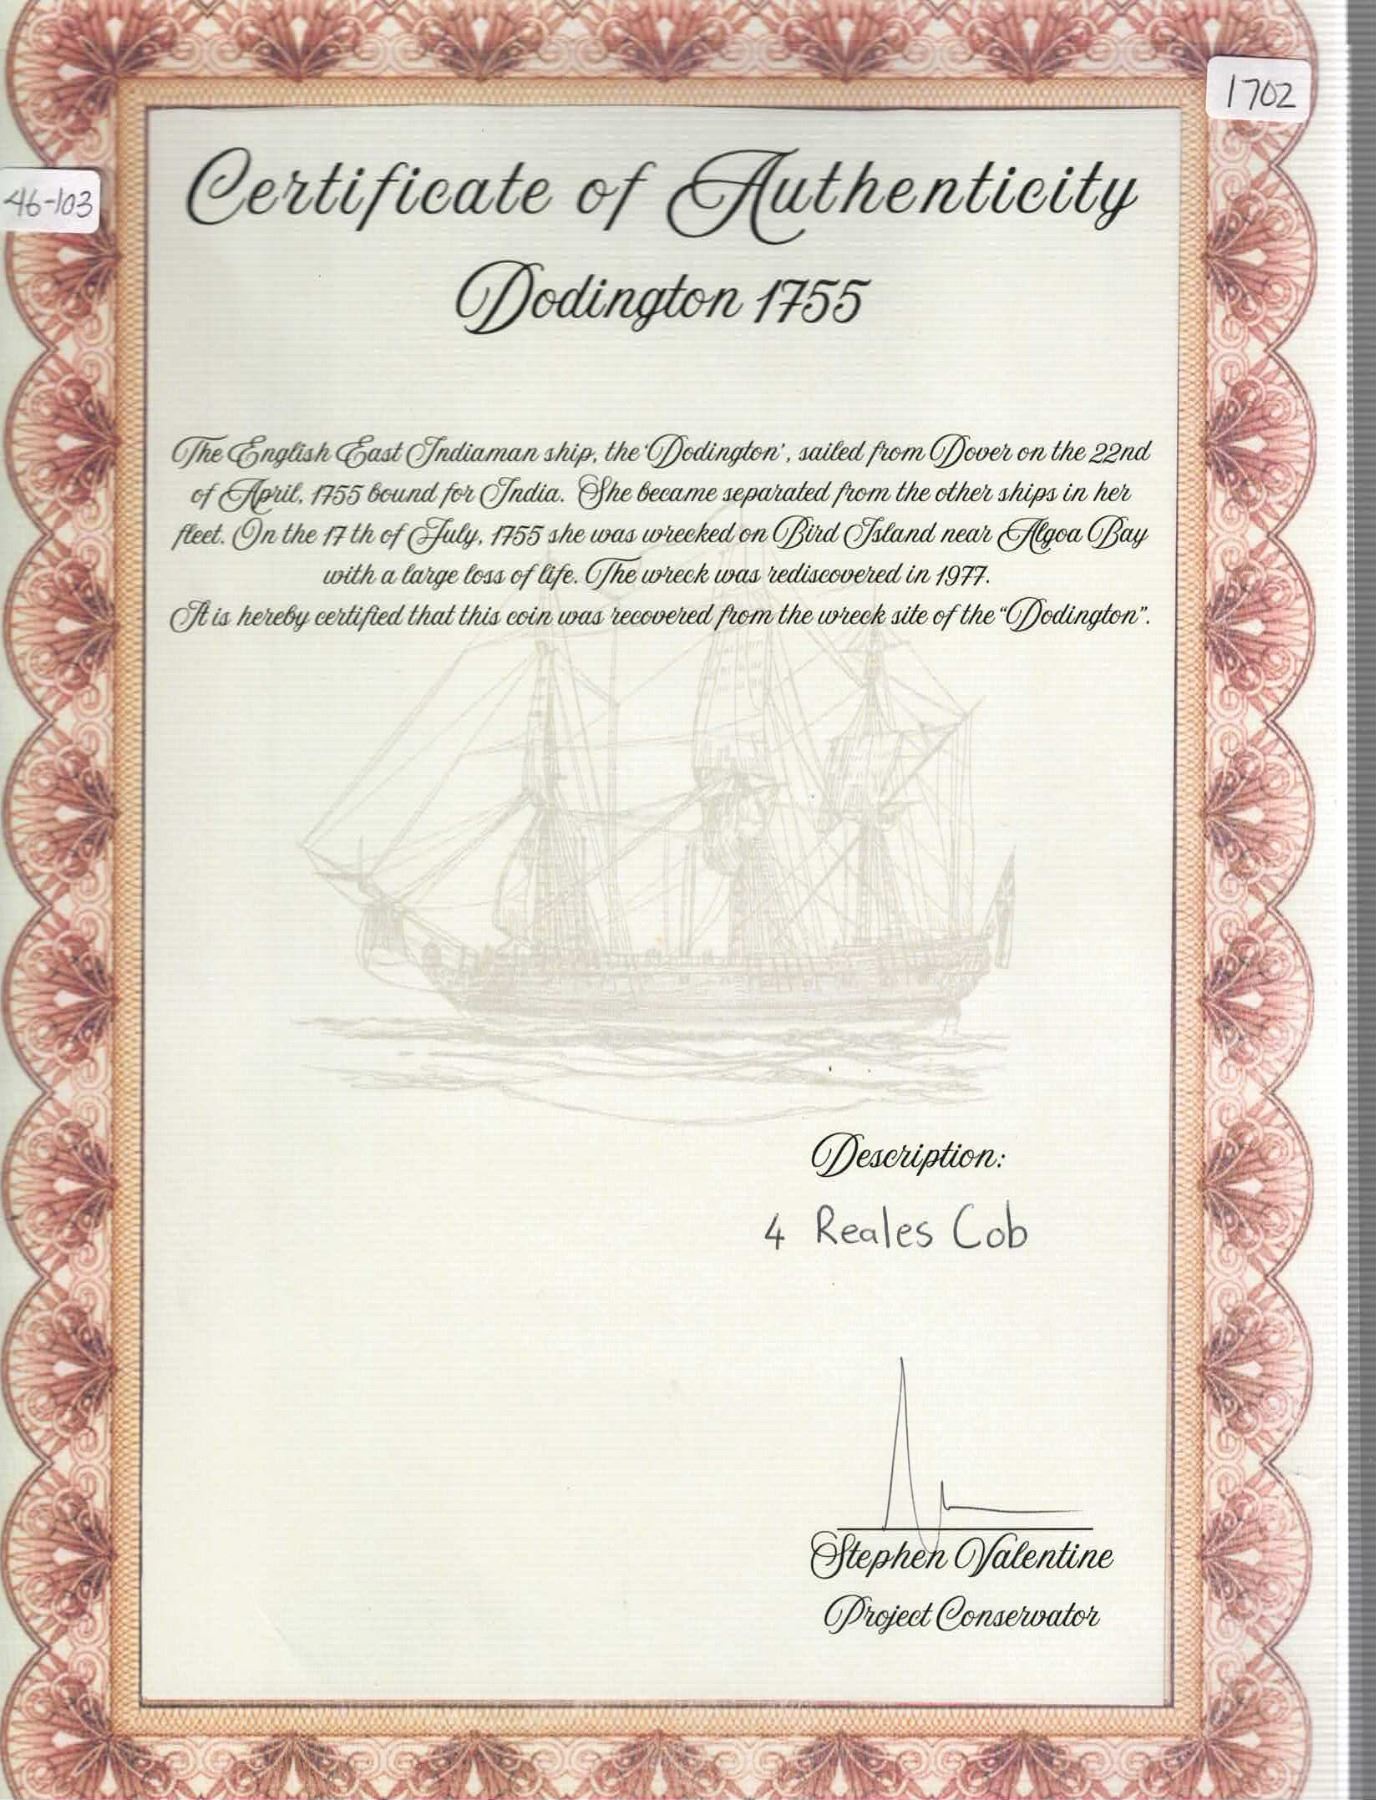 1702
46-103
Certificate of Authenticity
Dodington 1755
The English East Indiaman ship, the 'Dodington', sailed from Dover on the 22nd
of April, 1755 bound for India. She became separated from the other ships in her
fleet. On the 17 th of July, 1755 she was wrecked on Bird Island near Algoa Bay
with a large loss of life. The wreck was rediscovered in 1977.
It is hereby certified that this coin was recovered from the wreck site of the "Dodington".
Description:
4 Reales Cob
Stephen Valentine
Project Conservator